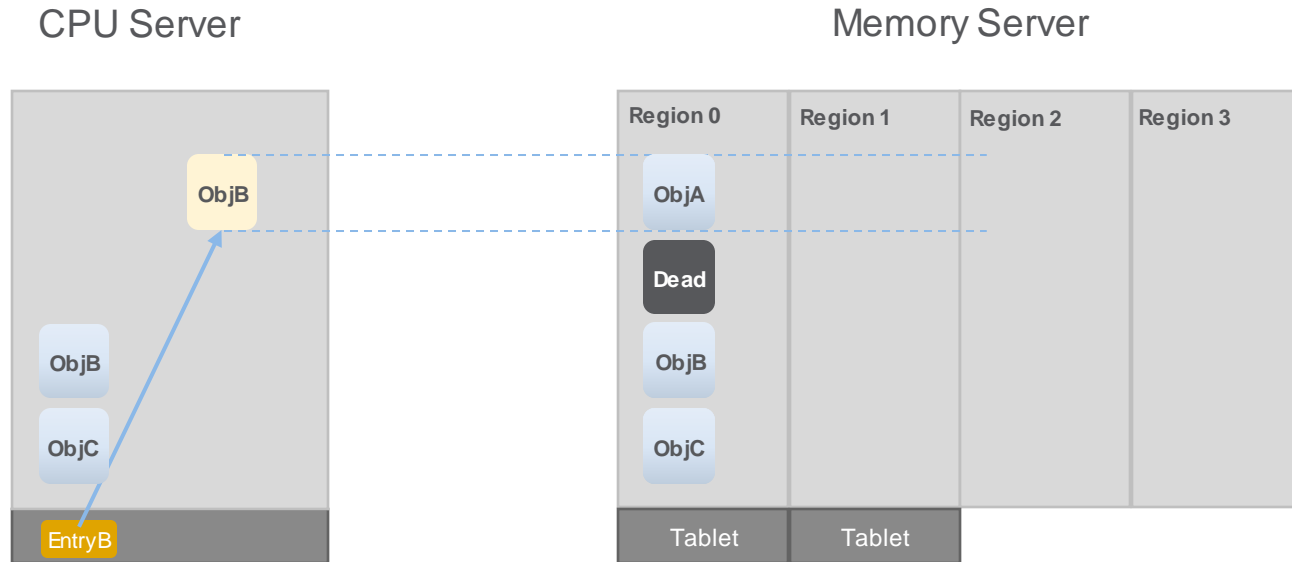 CPU Server
Memory Server
Region 0
Region 1
Region 2
Region 3
ObjB
ObjA
Dead
ObjB
ObjB
ObjC
ObjC
EntryB
Tablet
Tablet